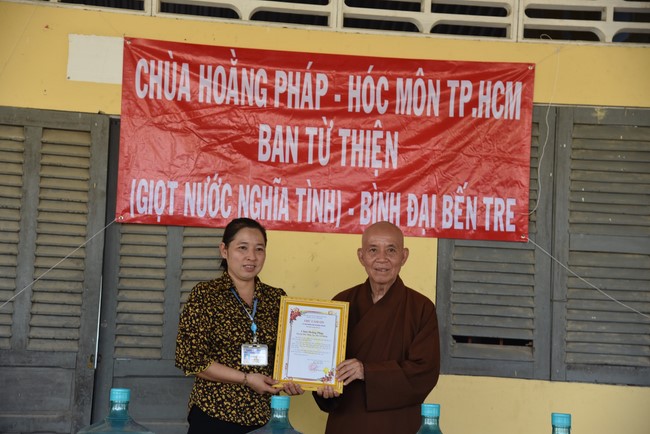 CHÙA HOẰNG PHÁP - HÓC MÔN TP.HCM
BAN TỪ THIỆN
(GIỌT NƯỚC NGHĨA TÌNH) - BÌNH ĐẠI BẾN TRE